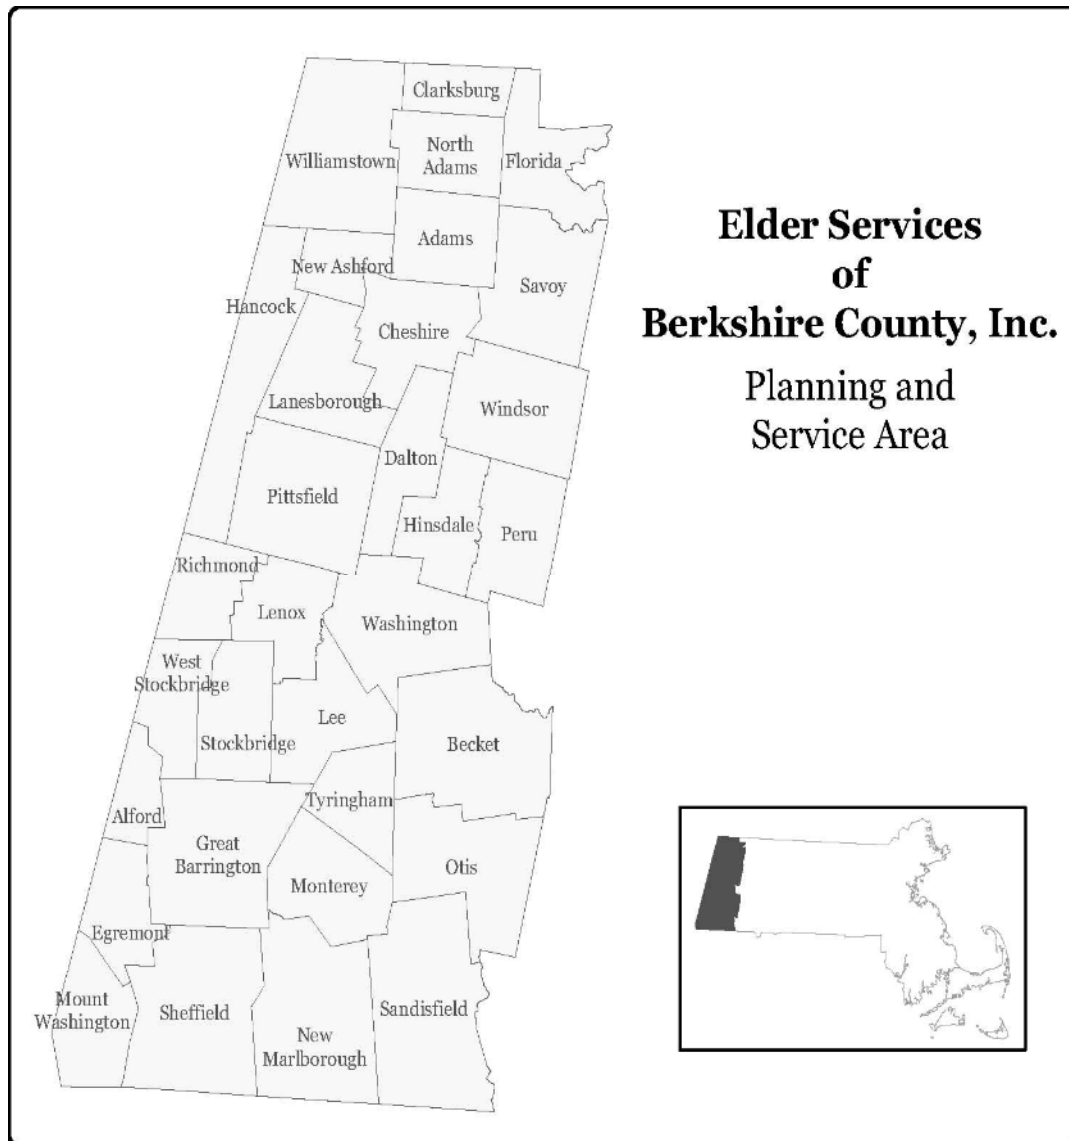 Clarksburg
North
Adams
Williamstown
Florida
Adams
New Ashford
Savoy
Hancock
Cheshire
Lanesborough
Windsor
Dalton
Pittsfield
Hinsdale
Peru
Richmond
Lenox
Washington
West
Stockbridge
Lee
Stockbridge
Becket
Tyringham
Alford
Great
Barrington
Otis
Monterey
Egremont
Mount
Washington
Sheffield
Sandisfield
New
Marlborough
Elder Services
of
Berkshire County, Inc.
Planning and
Service Area